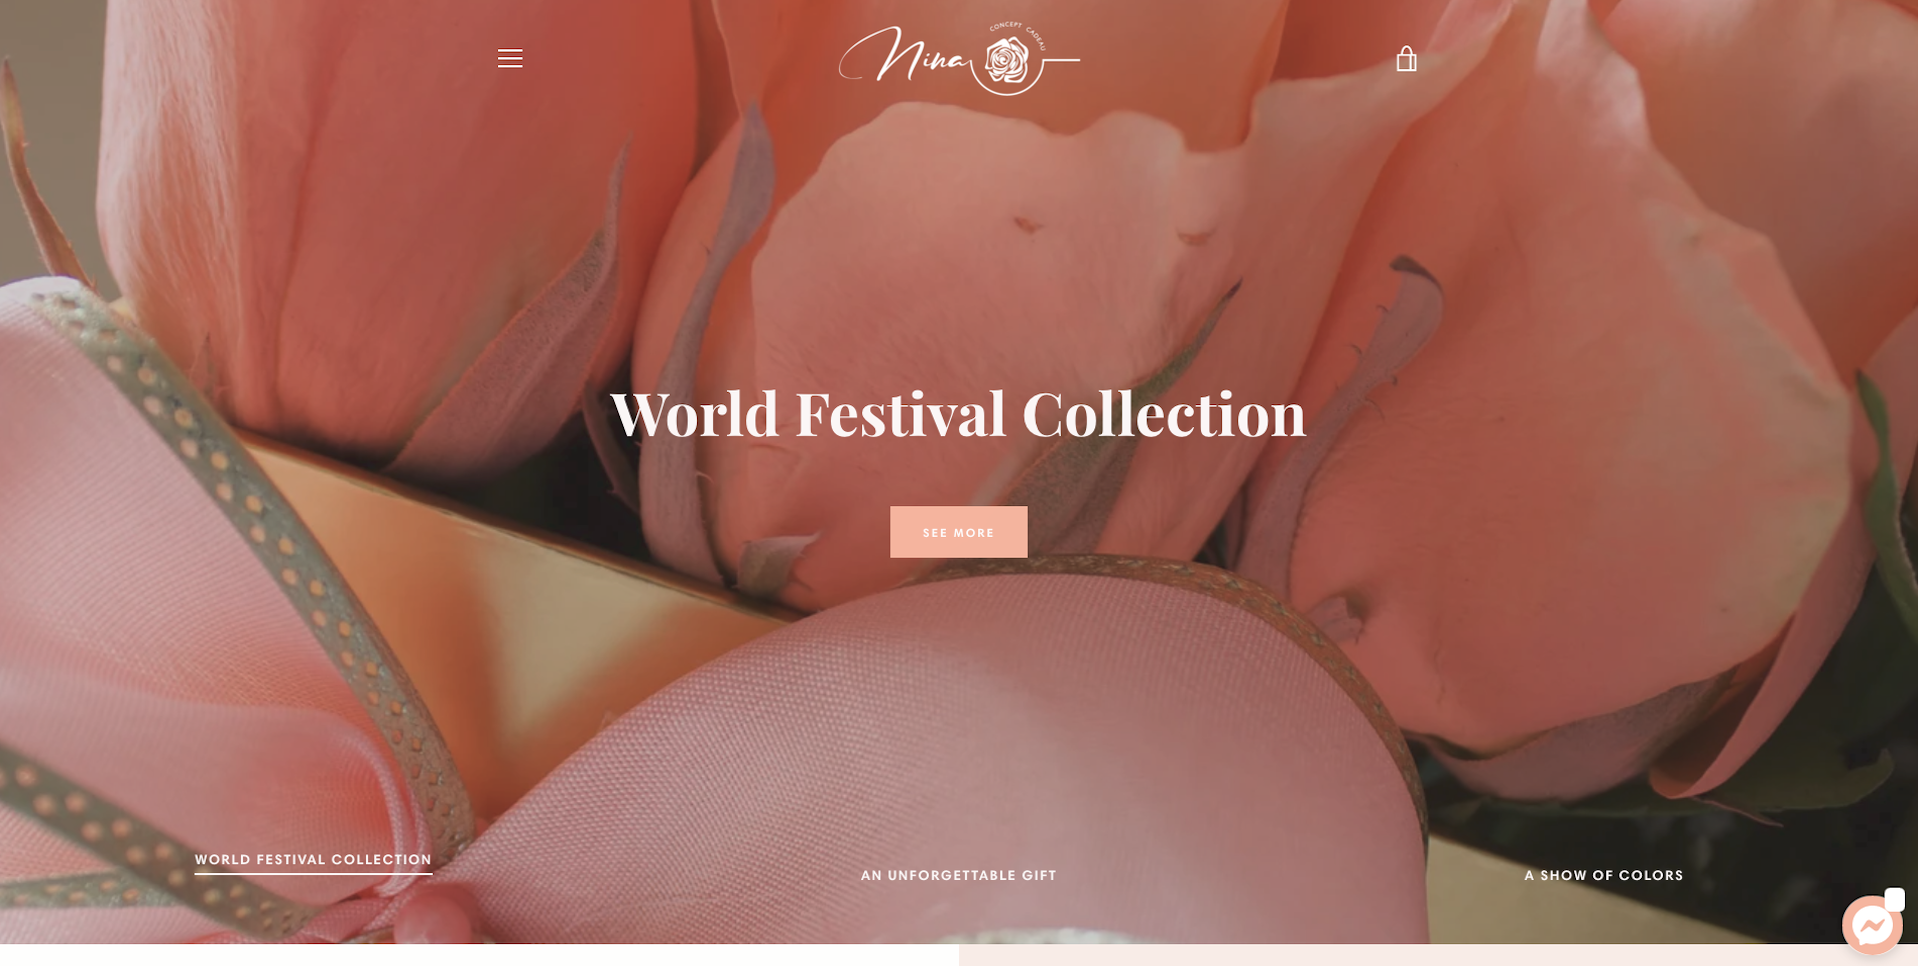 CONCEPT CADEAU
Nina
World Festival Collection
SEE MORE
WORLD FESTIVAL COLLECTION
AN UNFORGETTABLE GIFT
A SHOW OF COLORS